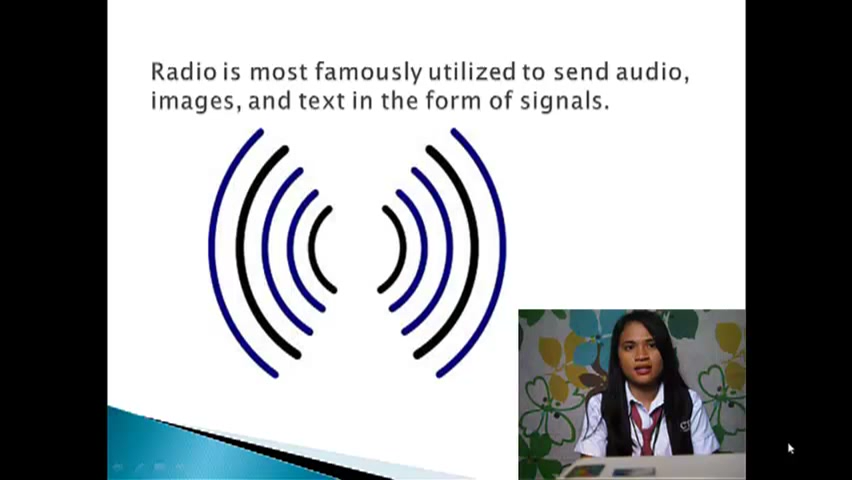 Radio is most famously utilized to send audio,
images, and text in the form of signals.